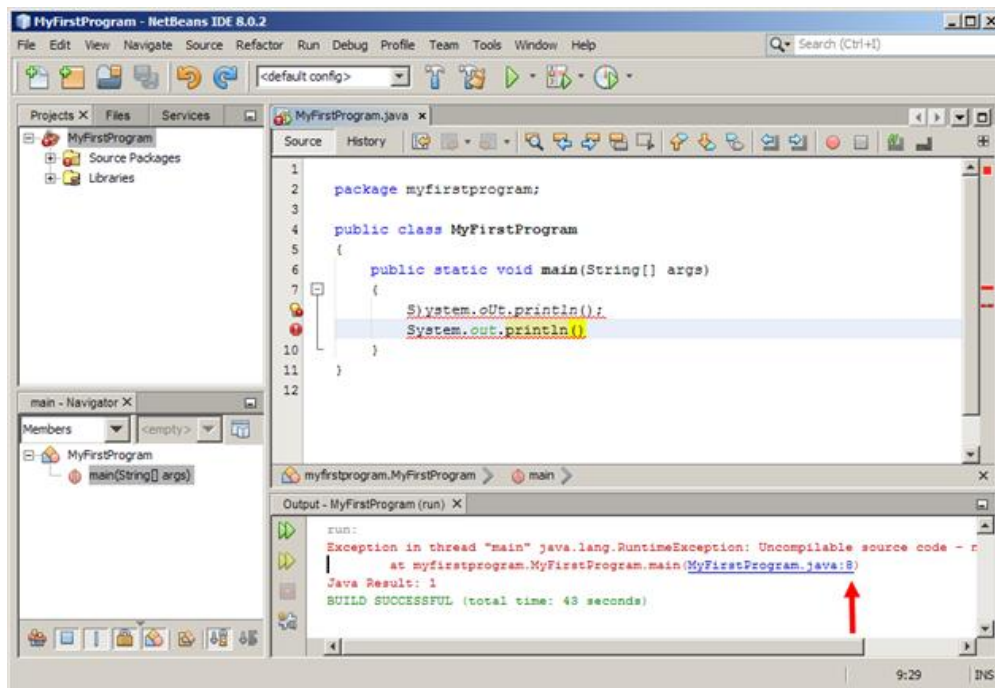 MyFirstProgram - NetBeans IDE 8.0.2
File Edit View Navigate Source Refactor Run Debug Profile Team Tools Window Help
Search (Ctrl+I)
<default config>
Projects Files Services
MyFirstProgram
Source Packages
Libraries
MyFirstProgram.java
Source History
1
2 package myfirstprogram;
3
4 public class MyFirstProgram
5 {
6 public static void main(String[] args)
7 {
S)ystem.oUt.println();
System.out.println()
10 }
11 }
12
main - Navigator
Members <empty>
MyFirstProgram
main(String[] args)
myfirstprogram.MyFirstProgram main
Output - MyFirstProgram (run)
run:
Exception in thread "main" java.lang.RuntimeException: Uncompilable source code -
at myfirstprogram.MyFirstProgram.main(MyFirstProgram.java:8)
Java Result: 1
BUILD SUCCESSFUL (total time: 43 seconds)
9:29 INS